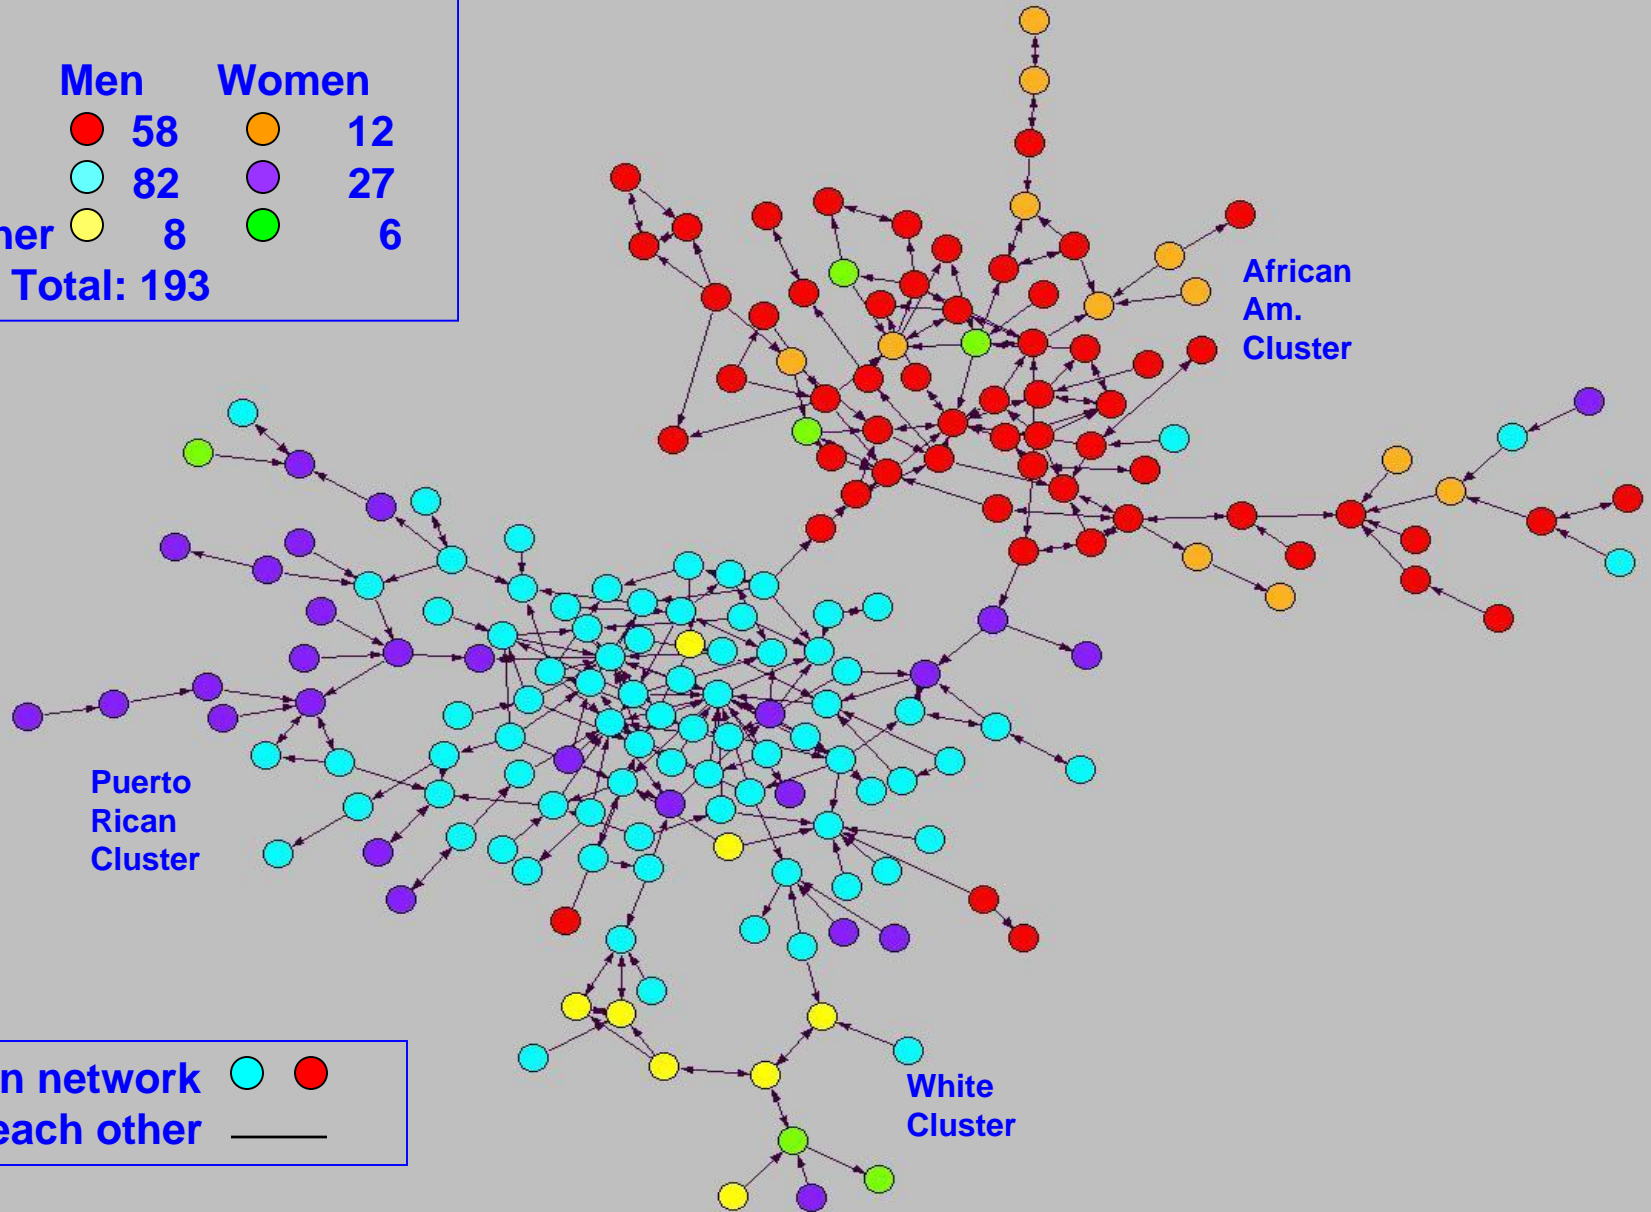 Men Women
58 12
82 27
8 6
Total: 193
African
Am.
Cluster
Puerto
Rican
Cluster
White
Cluster
n network
each other